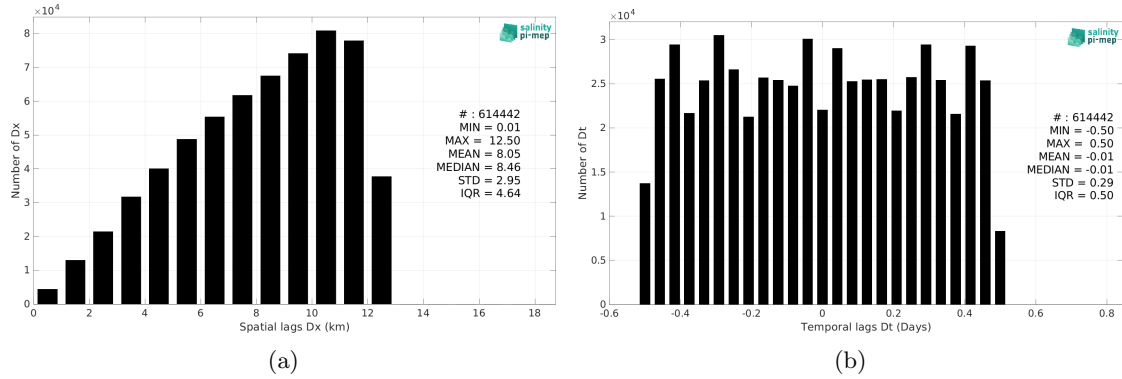 ×10⁴
8
7
6
5
4
3
2
1
0
Number of Dx
0 2 4 6 8 10 12 14 16 18
Spatial lags Dx (km)
salinity
pi-mep
# : 614442
MIN = 0.01
MAX = 12.50
MEAN = 8.05
MEDIAN = 8.46
STD = 2.95
IQR = 4.64
(a)
×10⁴
3
2.5
2
1.5
1
0.5
0
Number of Dt
-0.6 -0.4 -0.2 0 0.2 0.4 0.6 0.8
Temporal lags Dt (Days)
salinity
pi-mep
# : 614442
MIN = -0.50
MAX = 0.50
MEAN = -0.01
MEDIAN = -0.01
STD = 0.29
IQR = 0.50
(b)